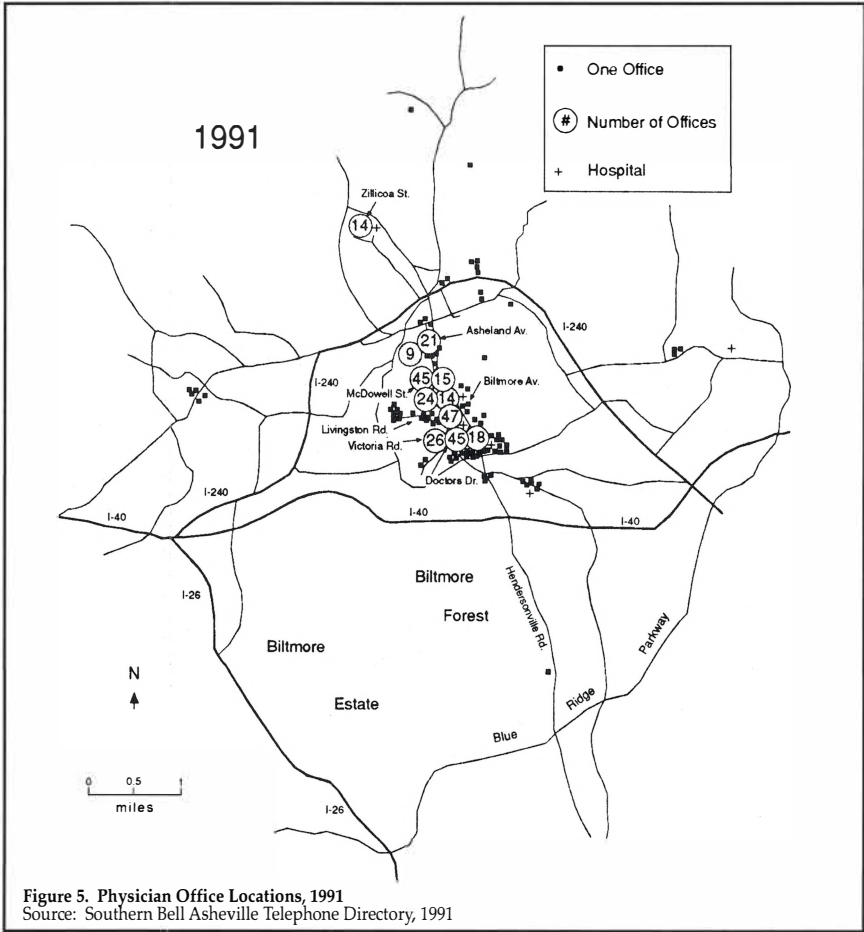 1991
One Office
# Number of Offices
+ Hospital
Zillicoa St.
14
Asheland Av.
21
9
I-240
I-240
45
15
McDowell St.
Biltmore Av.
24
14
47
Livingston Rd.
Victoria Rd.
26
45
18
Doctors Dr.
I-240
I-40
I-40
I-40
I-26
Biltmore
Forest
Hendersonville Rd.
Biltmore
Estate
Parkway
Ridge
Blue
N
0 0.5 1
miles
I-26
Figure 5. Physician Office Locations, 1991
Source: Southern Bell Asheville Telephone Directory, 1991